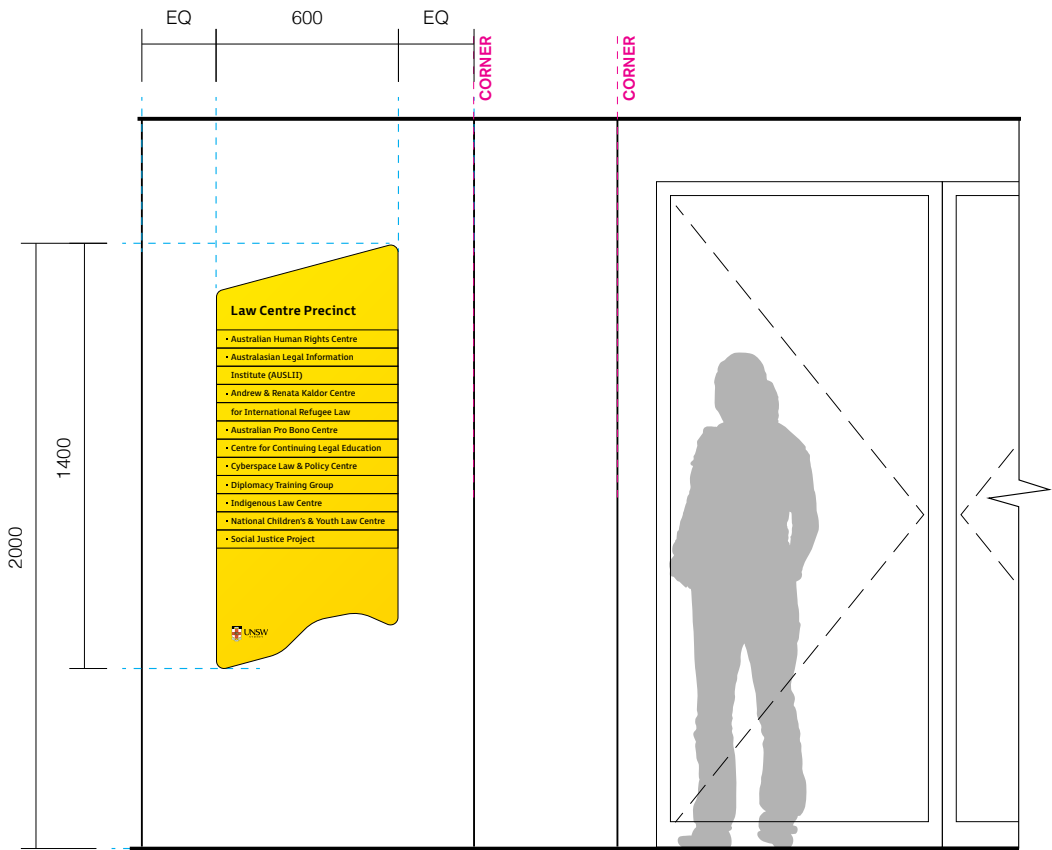 EQ 600 EQ
CORNER
CORNER
Law Centre Precinct
• Australian Human Rights Centre
• Australasian Legal Information
Institute (AUSLII)
• Andrew & Renata Kaldor Centre
for International Refugee Law
• Australian Pro Bono Centre
• Centre for Continuing Legal Education
• Cyberspace Law & Policy Centre
• Diplomacy Training Group
• Indigenous Law Centre
• National Children's & Youth Law Centre
• Social Justice Project
1400
2000
UNSW